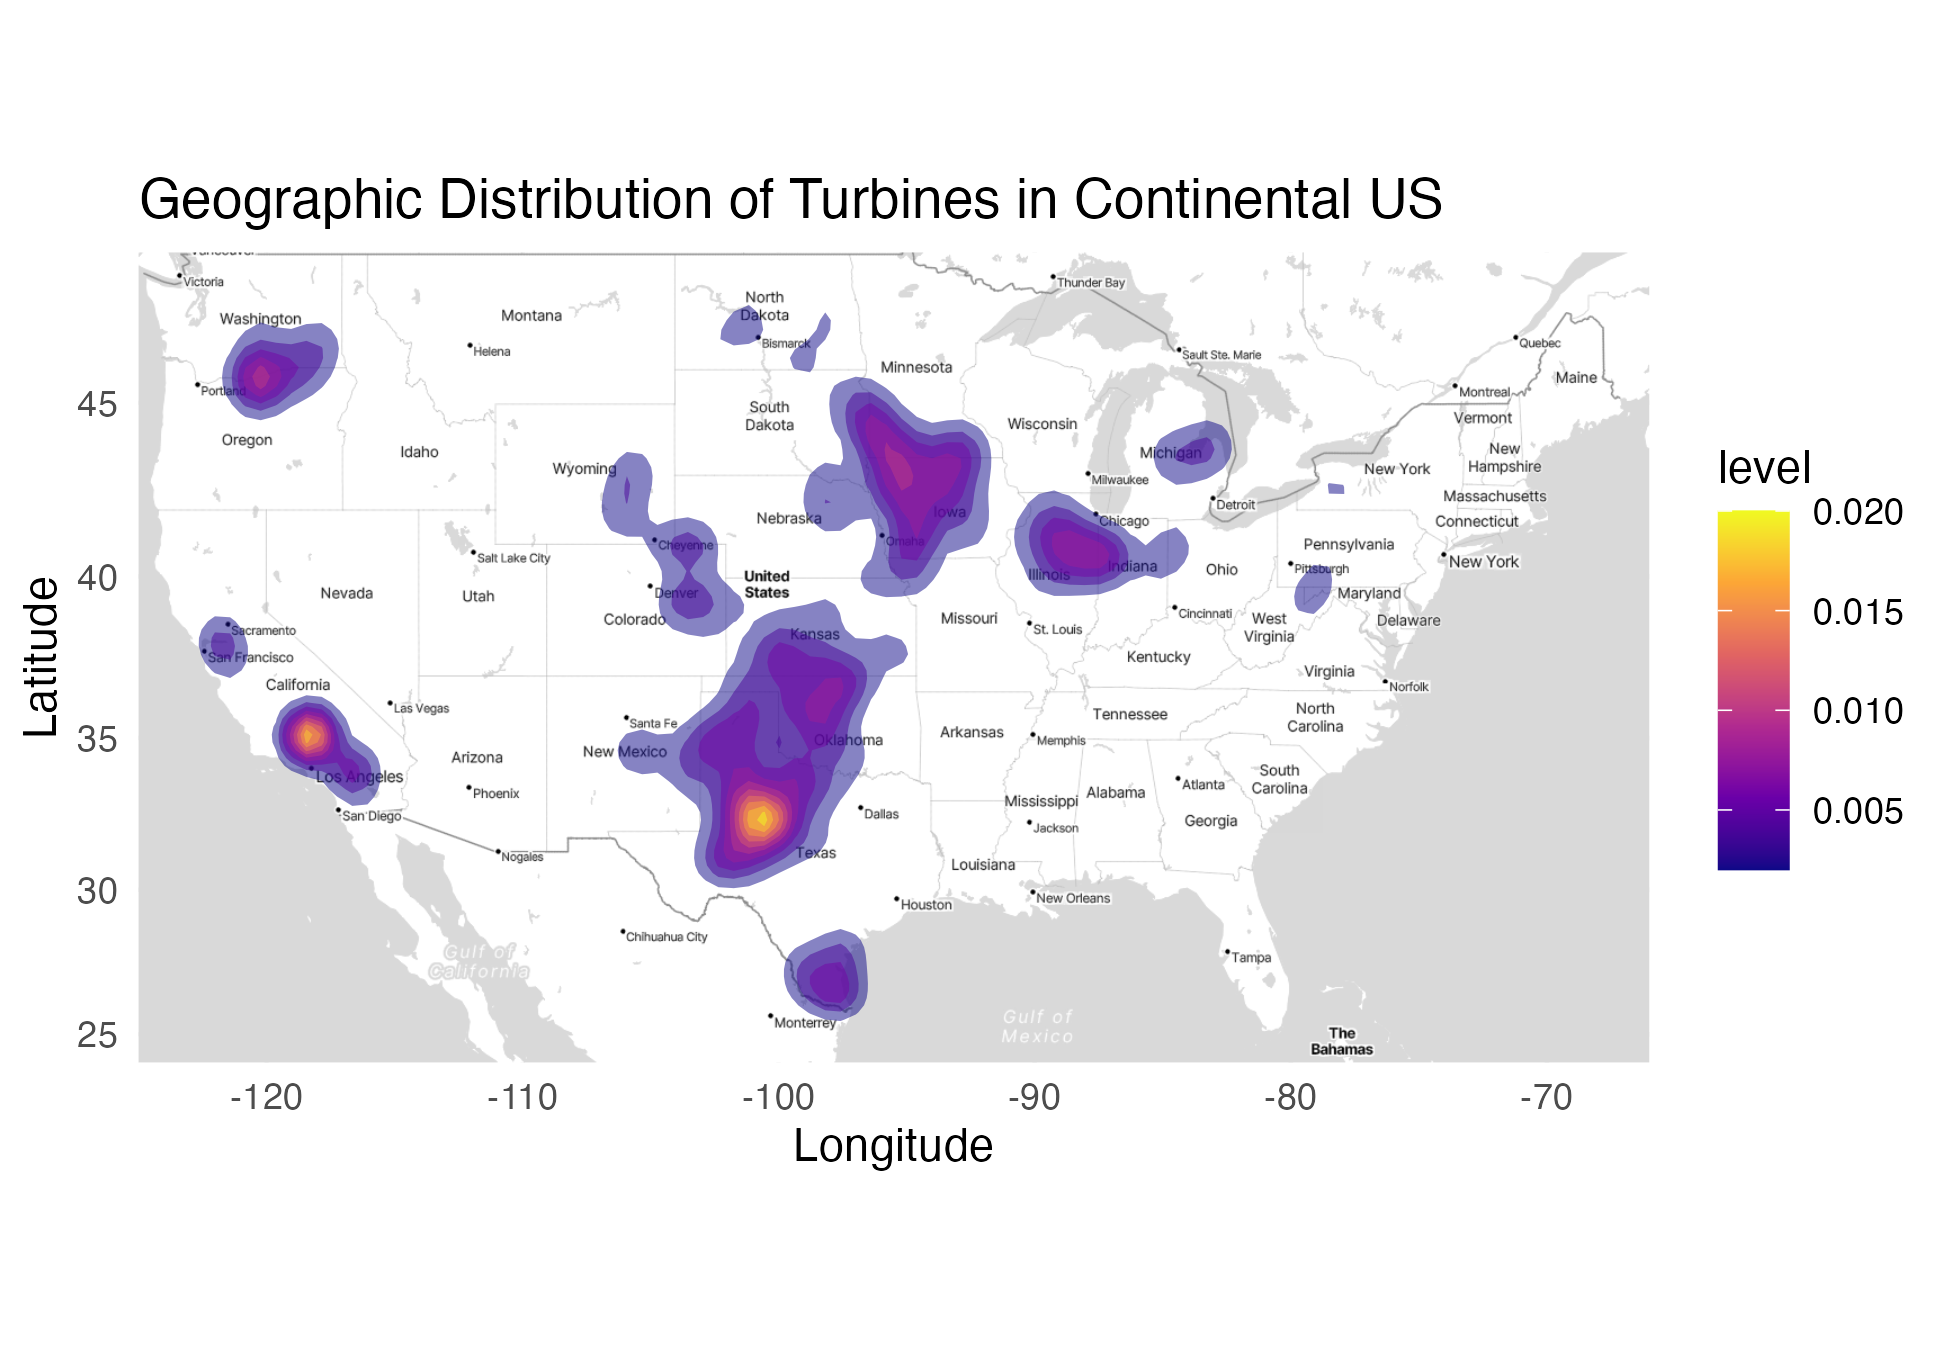 Geographic Distribution of Turbines in Continental US
Vancouver
Victoria
Thunder Bay
Washington
Montana
North
Dakota
Bismarck
Helena
Minnesota
Sault Ste. Marie
Quebec
Maine
Portland
Montreal
Oregon
Idaho
South
Dakota
Wisconsin
Michigan
Vermont
New
Hampshire
Wyoming
Milwaukee
New York
Massachusetts
Nebraska
Iowa
Chicago
Detroit
Connecticut
Salt Lake City
Cheyenne
Omaha
Pennsylvania
New York
Nevada
Utah
Denver
United
States
Illinois
Indiana
Ohio
Pittsburgh
Maryland
Sacramento
San Francisco
Colorado
Kansas
Missouri
St. Louis
Cincinnati
West
Virginia
Delaware
California
Kentucky
Virginia
Norfolk
Las Vegas
Santa Fe
New Mexico
Arizona
Oklahoma
Arkansas
Memphis
Tennessee
North
Carolina
Los Angeles
San Diego
Phoenix
Dallas
Mississippi
Jackson
Alabama
Atlanta
Georgia
South
Carolina
Nogales
Texas
Louisiana
Chihuahua City
Houston
New Orleans
Gulf of
California
Tampa
Monterrey
Gulf of
Mexico
The
Bahamas
45
40
35
30
25
Latitude
-120
-110
-100
-90
-80
-70
Longitude
level
0.020
0.015
0.010
0.005